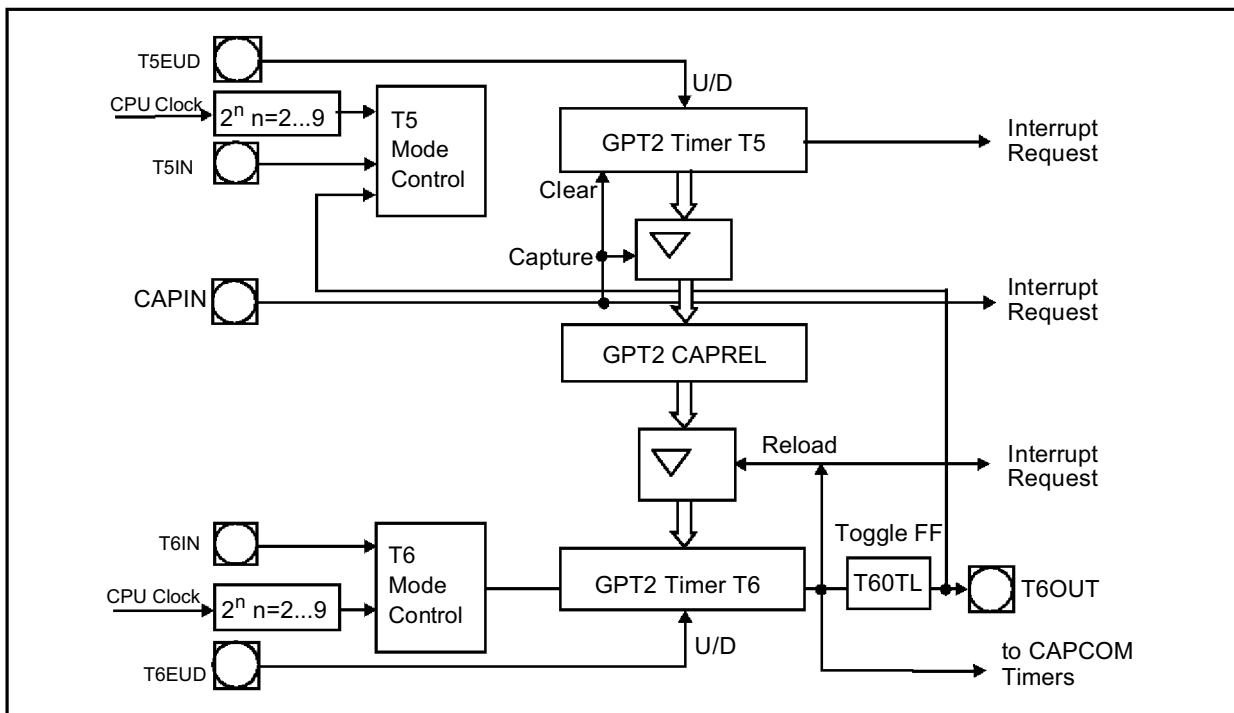 T5EUD
U/D
CPU Clock
2ⁿ n=2...9
T5
Mode
Control
GPT2 Timer T5
Interrupt
Request
T5IN
Clear
Capture
CAPIN
Interrupt
Request
GPT2 CAPREL
Reload
Interrupt
Request
T6IN
T6
Mode
Control
Toggle FF
GPT2 Timer T6
T60TL
T6OUT
CPU Clock
2ⁿ n=2...9
U/D
T6EUD
to CAPCOM
Timers